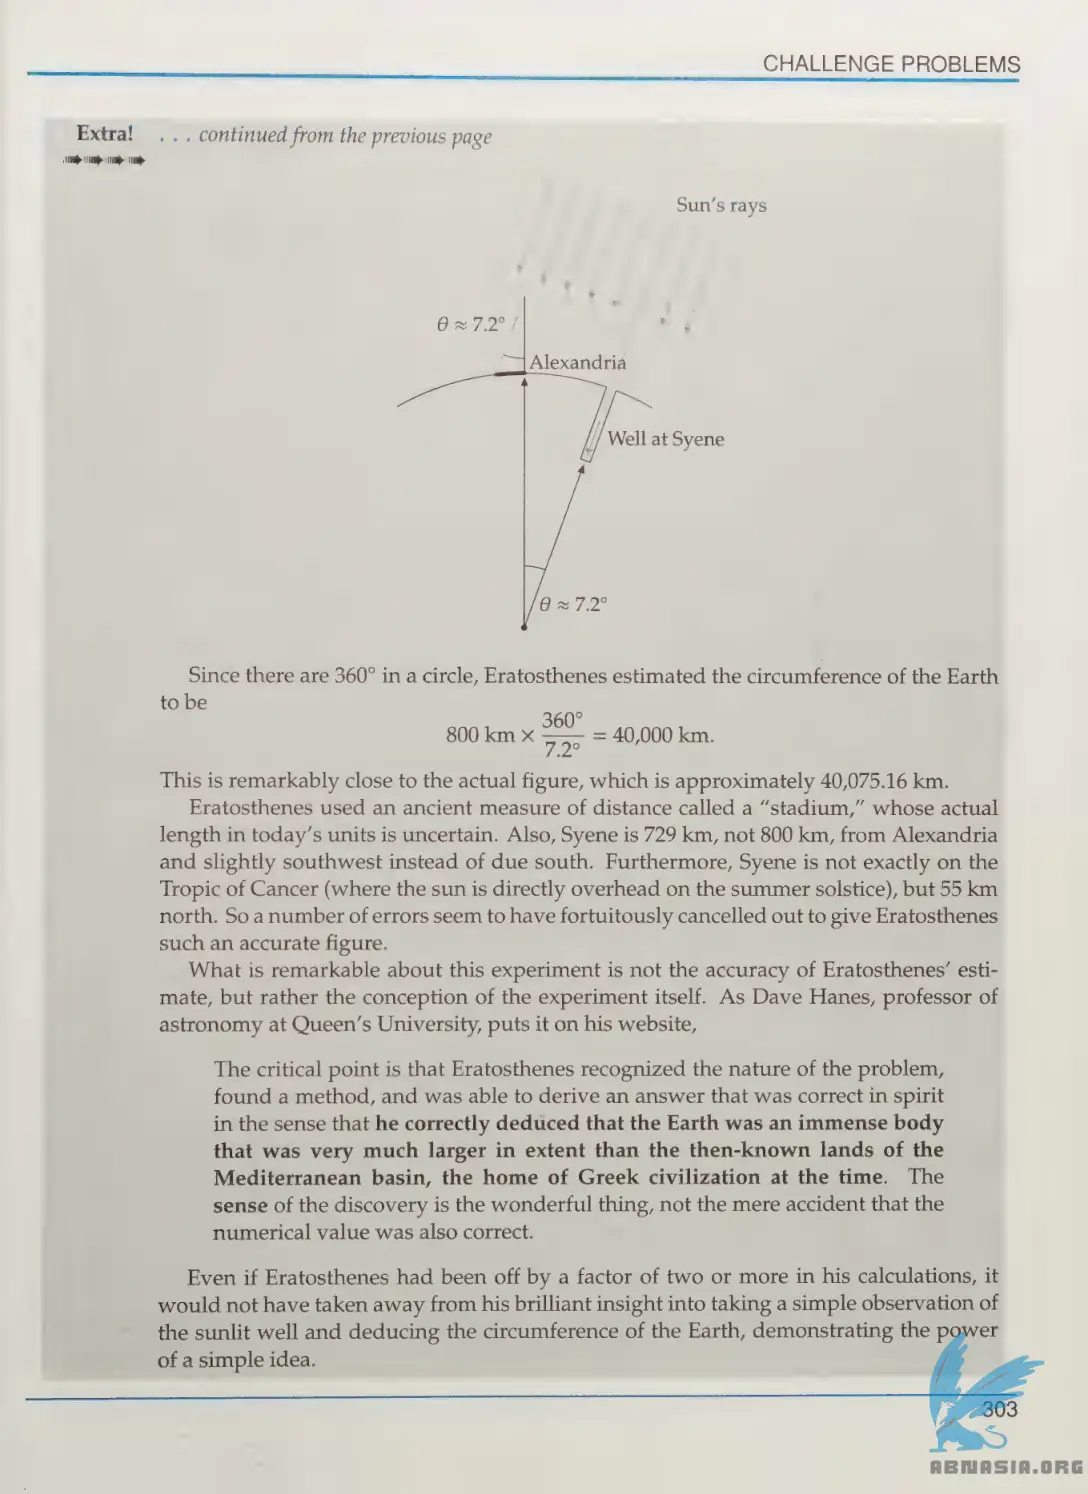 CHALLENGE PROBLEMS
Extra! . . . continued from the previous page
Sun's rays
θ ≈ 7.2°
Alexandria
Well at Syene
θ ≈ 7.2°
Since there are 360° in a circle, Eratosthenes estimated the circumference of the Earth
to be
800 km x 360°/7.2° = 40,000 km.
This is remarkably close to the actual figure, which is approximately 40,075.16 km.
Eratosthenes used an ancient measure of distance called a "stadium," whose actual
length in today's units is uncertain. Also, Syene is 729 km, not 800 km, from Alexandria
and slightly southwest instead of due south. Furthermore, Syene is not exactly on the
Tropic of Cancer (where the sun is directly overhead on the summer solstice), but 55 km
north. So a number of errors seem to have fortuitously cancelled out to give Eratosthenes
such an accurate figure.
What is remarkable about this experiment is not the accuracy of Eratosthenes' esti-
mate, but rather the conception of the experiment itself. As Dave Hanes, professor of
astronomy at Queen's University, puts it on his website,
The critical point is that Eratosthenes recognized the nature of the problem,
found a method, and was able to derive an answer that was correct in spirit
in the sense that he correctly deduced that the Earth was an immense body
that was very much larger in extent than the then-known lands of the
Mediterranean basin, the home of Greek civilization at the time. The
sense of the discovery is the wonderful thing, not the mere accident that the
numerical value was also correct.
Even if Eratosthenes had been off by a factor of two or more in his calculations, it
would not have taken away from his brilliant insight into taking a simple observation of
the sunlit well and deducing the circumference of the Earth, demonstrating the power
of a simple idea.
303
ABNASIA.ORG